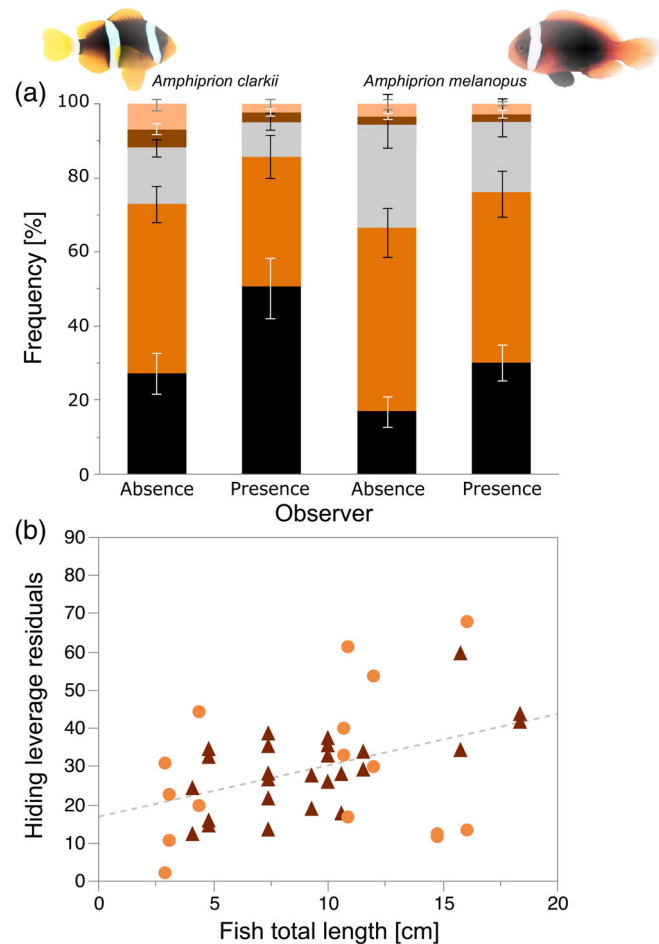 Amphiprion clarkii Amphiprion melanopus
(a)
Frequency [%]
100
80
60
40
20
0
Absence Presence Absence Presence
Observer
(b)
Hiding leverage residuals
90
80
70
60
50
40
30
20
10
0
0 5 10 15 20
Fish total length [cm]